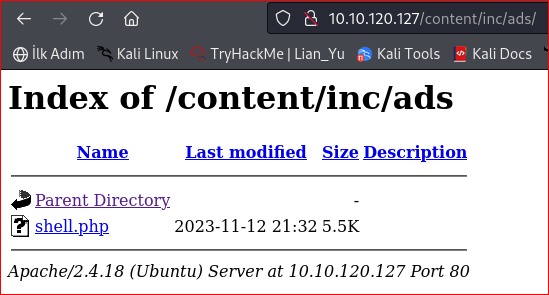 10.10.120.127/content/inc/ads/
İlk Adım Kali Linux TryHackMe | Lian_Yu Kali Tools Kali Docs
Index of /content/inc/ads
Name Last modified Size Description
Parent Directory -
shell.php 2023-11-12 21:32 5.5K
Apache/2.4.18 (Ubuntu) Server at 10.10.120.127 Port 80